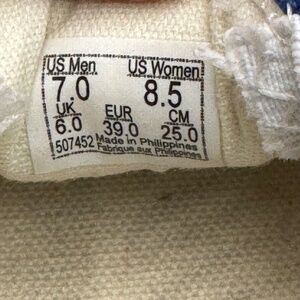 US Men US Women
7.0 8.5
UK EUR CM
6.0 39.0 25.0
507452 Made in Philippines
Fabrique aux Philippines